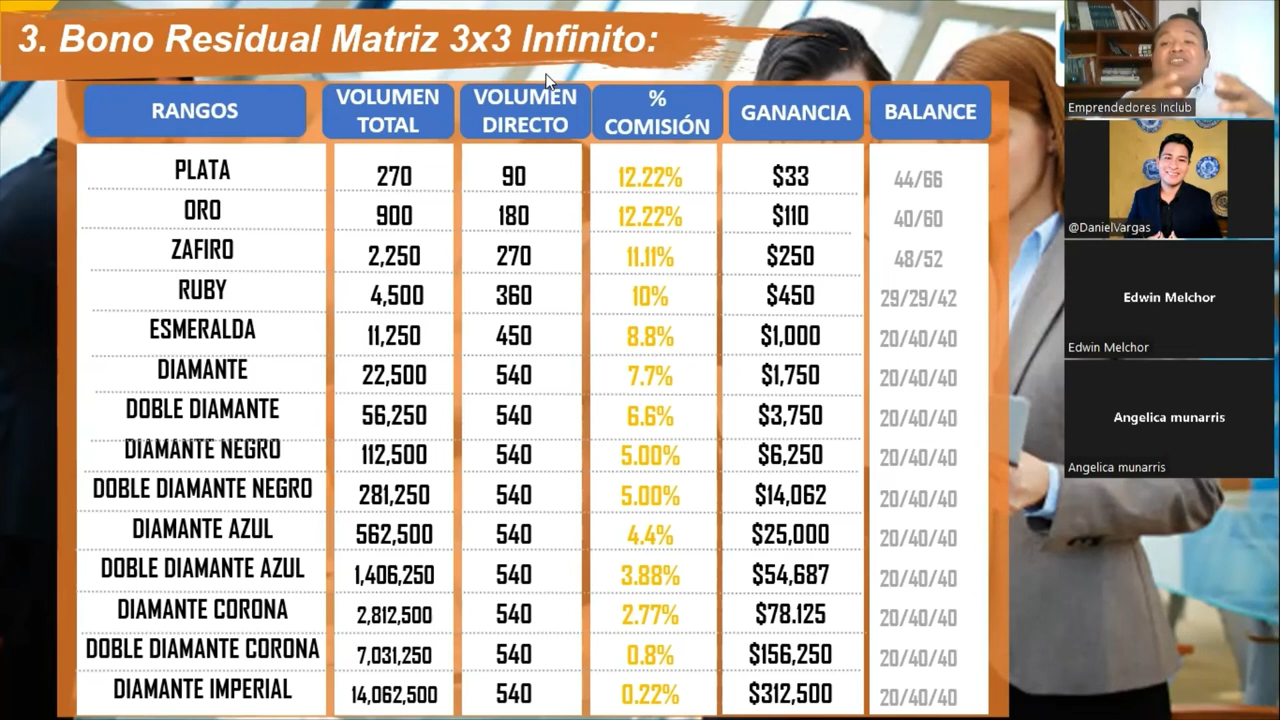 3. Bono Residual Matriz 3x3 Infinito:
RANGOS VOLUMEN TOTAL VOLUMEN DIRECTO % COMISIÓN GANANCIA BALANCE
PLATA 270 90 12.22% $33 44/66
ORO 900 180 12.22% $110 40/60
ZAFIRO 2,250 270 11.11% $250 48/52
RUBY 4,500 360 10% $450 29/29/42
ESMERALDA 11,250 450 8.8% $1,000 20/40/40
DIAMANTE 22,500 540 7.7% $1,750 20/40/40
DOBLE DIAMANTE 56,250 540 6.6% $3,750 20/40/40
DIAMANTE NEGRO 112,500 540 5.00% $6,250 20/40/40
DOBLE DIAMANTE NEGRO 281,250 540 5.00% $14,062 20/40/40
DIAMANTE AZUL 562,500 540 4.4% $25,000 20/40/40
DOBLE DIAMANTE AZUL 1,406,250 540 3.88% $54,687 20/40/40
DIAMANTE CORONA 2,812,500 540 2.77% $78.125 20/40/40
DOBLE DIAMANTE CORONA 7,031,250 540 0.8% $156,250 20/40/40
DIAMANTE IMPERIAL 14,062,500 540 0.22% $312,500 20/40/40
Emprendedores Inclub
@DanielVargas
Edwin Melchor
Edwin Melchor
Angelica munarris
Angelica munarris